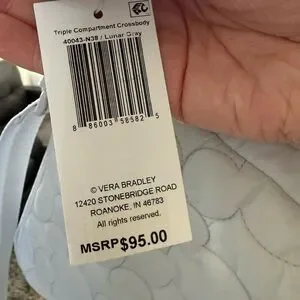 Triple Compartment Crossbody
40043-N38 / Lunar Gray
8 86003 58582 5
© VERA BRADLEY
12420 STONEBRIDGE ROAD
ROANOKE, IN 46783
All rights reserved.
MSRP$95.00